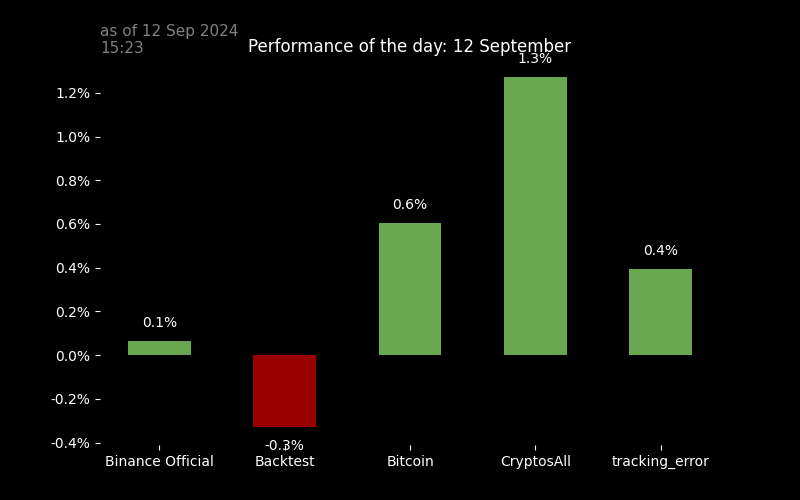 as of 12 Sep 2024
15:23
Performance of the day: 12 September
1.3%
1.2%
1.0%
0.8%
0.6%
0.6%
0.4%
0.4%
0.2%
0.1%
0.0%
-0.2%
-0.4%
-0.3%
Binance Official
Backtest
Bitcoin
CryptosAll
tracking_error